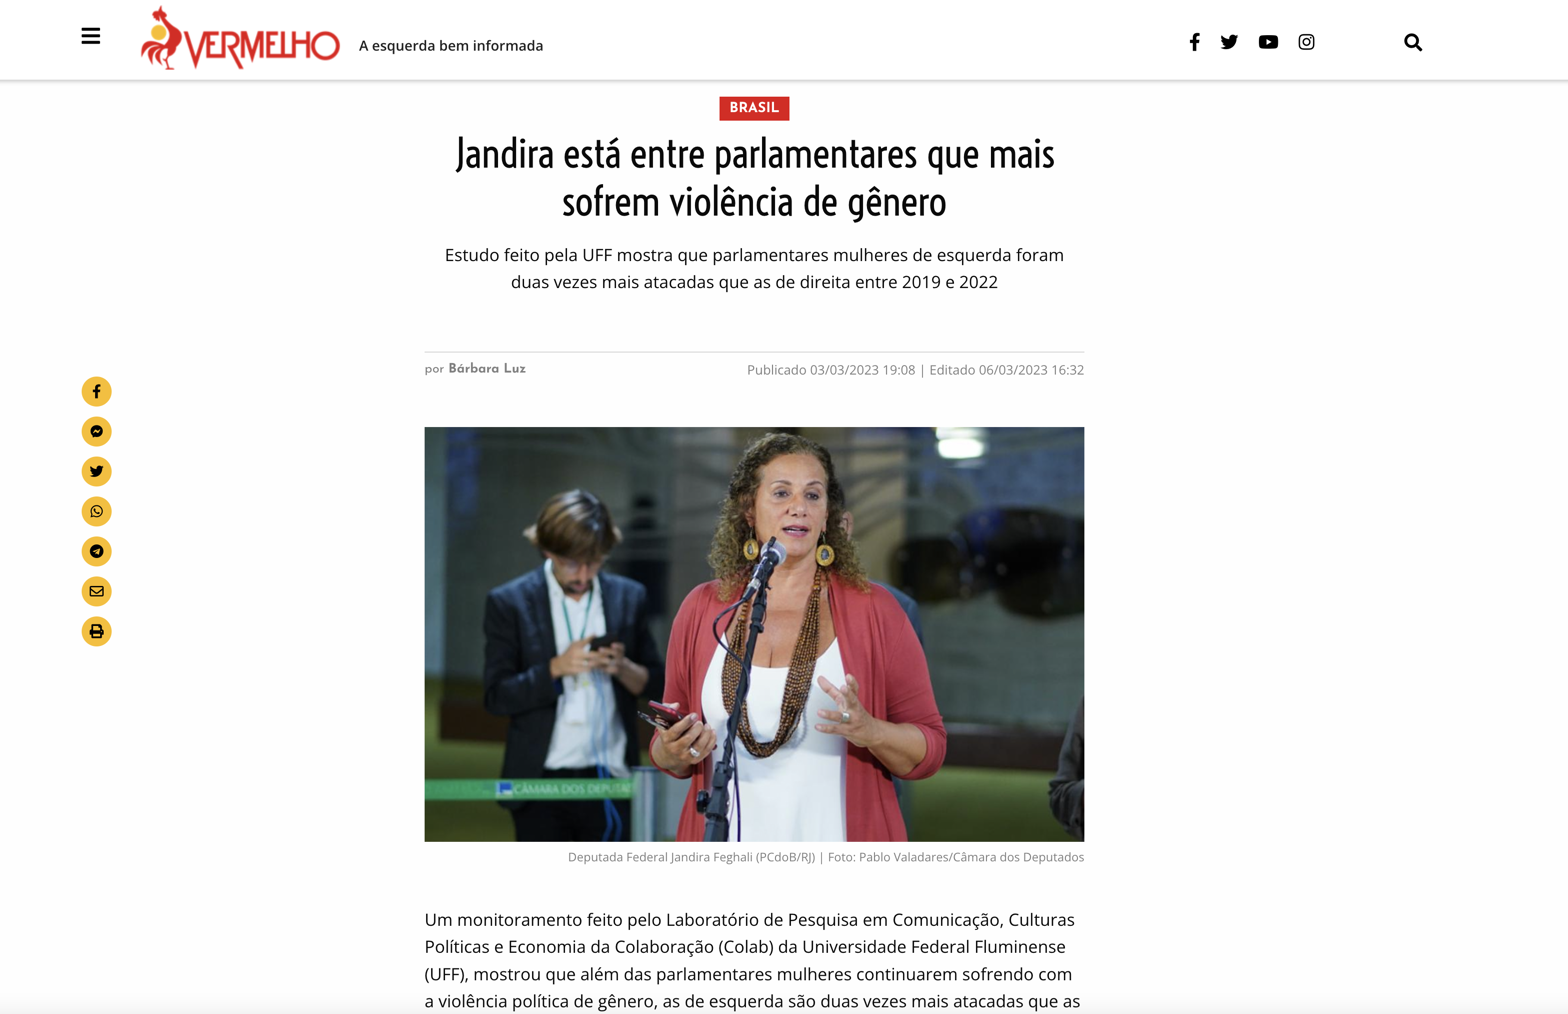 VERMELHO
A esquerda bem informada
BRASIL
Jandira está entre parlamentares que mais
sofrem violência de gênero
Estudo feito pela UFF mostra que parlamentares mulheres de esquerda foram
duas vezes mais atacadas que as de direita entre 2019 e 2022
por Bárbara Luz
Publicado 03/03/2023 19:08 | Editado 06/03/2023 16:32
CÂMARA DOS DEPUTAD
Deputada Federal Jandira Feghali (PCdoB/RJ) | Foto: Pablo Valadares/Câmara dos Deputados
Um monitoramento feito pelo Laboratório de Pesquisa em Comunicação, Culturas
Políticas e Economia da Colaboração (Colab) da Universidade Federal Fluminense
(UFF), mostrou que além das parlamentares mulheres continuarem sofrendo com
a violência política de gênero, as de esquerda são duas vezes mais atacadas que as